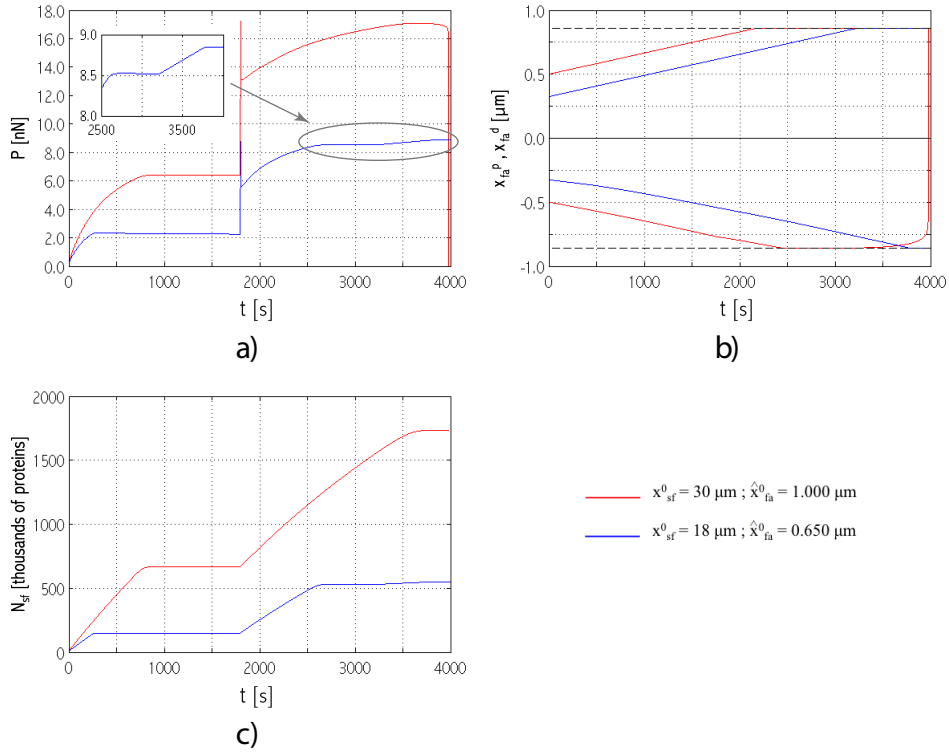 18.0
16.0
14.0
12.0
10.0
8.0
6.0
4.0
2.0
0.0
P [nN]
9.0
8.5
8.0
2500 3500
0 1000 2000 3000 4000
t [s]
a)
1.0
0.5
0.0
-0.5
-1.0
x_fa^p , x_fa^d [µm]
0 1000 2000 3000 4000
t [s]
b)
2000
1500
1000
500
0
N_sf [thousands of proteins]
0 1000 2000 3000 4000
t [s]
c)
x^0_sf = 30 µm ; x̂^0_fa = 1.000 µm
x^0_sf = 18 µm ; x̂^0_fa = 0.650 µm